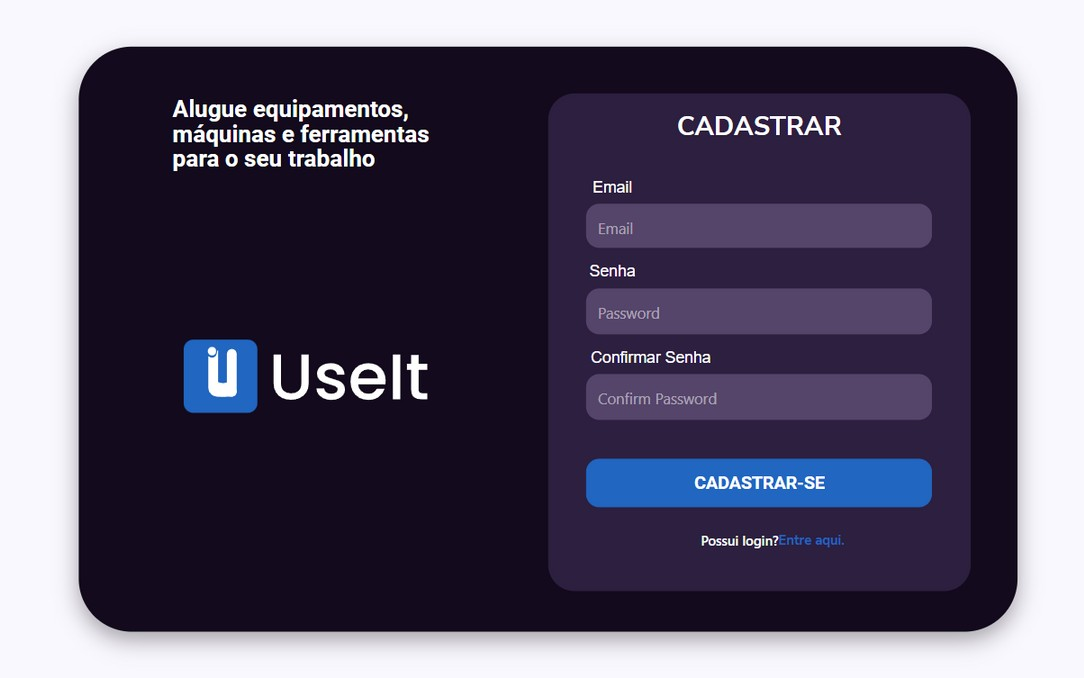 Alugue equipamentos,
máquinas e ferramentas
para o seu trabalho
UseIt
CADASTRAR
Email
Email
Senha
Password
Confirmar Senha
Confirm Password
CADASTRAR-SE
Possui login?Entre aqui.